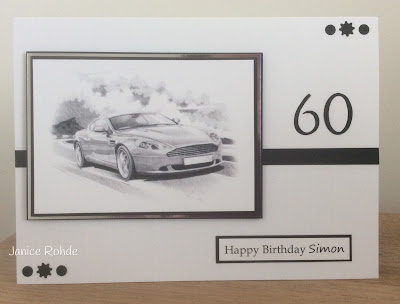 60
Janice Rohde
Happy Birthday Simon